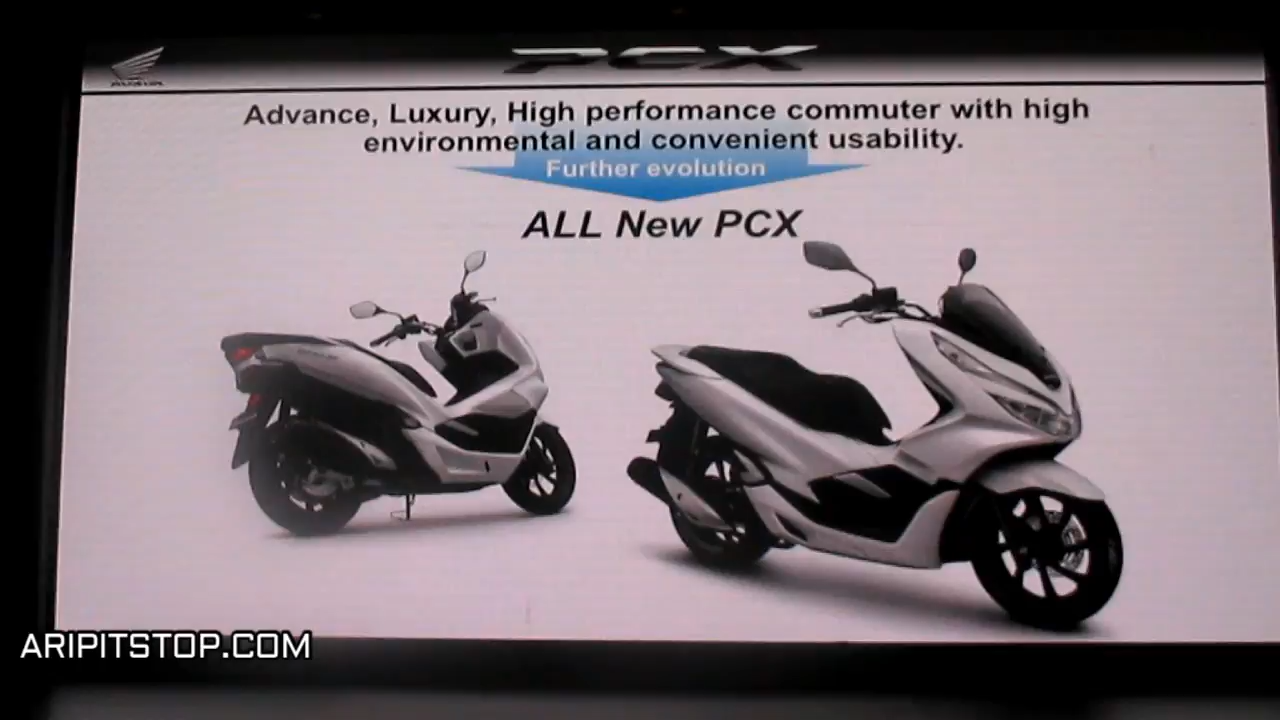 PCX
Advance, Luxury, High performance commuter with high
environmental and convenient usability.
Further evolution
ALL New PCX
ARIPITSTOP.COM